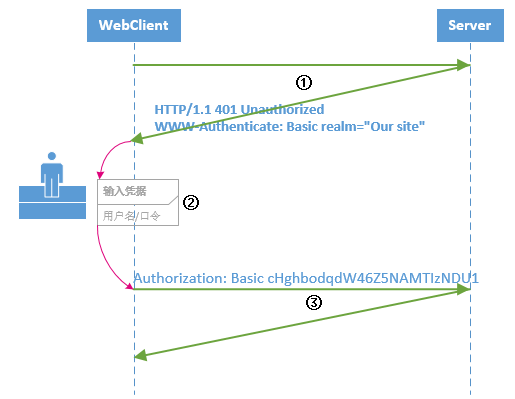 WebClient
Server
①
HTTP/1.1 401 Unauthorized
WWW-Authenticate: Basic realm="Our site"
输入凭据
②
用户名/口令
Authorization: Basic cHghbodqdW46Z5NAMTIzNDU1
③